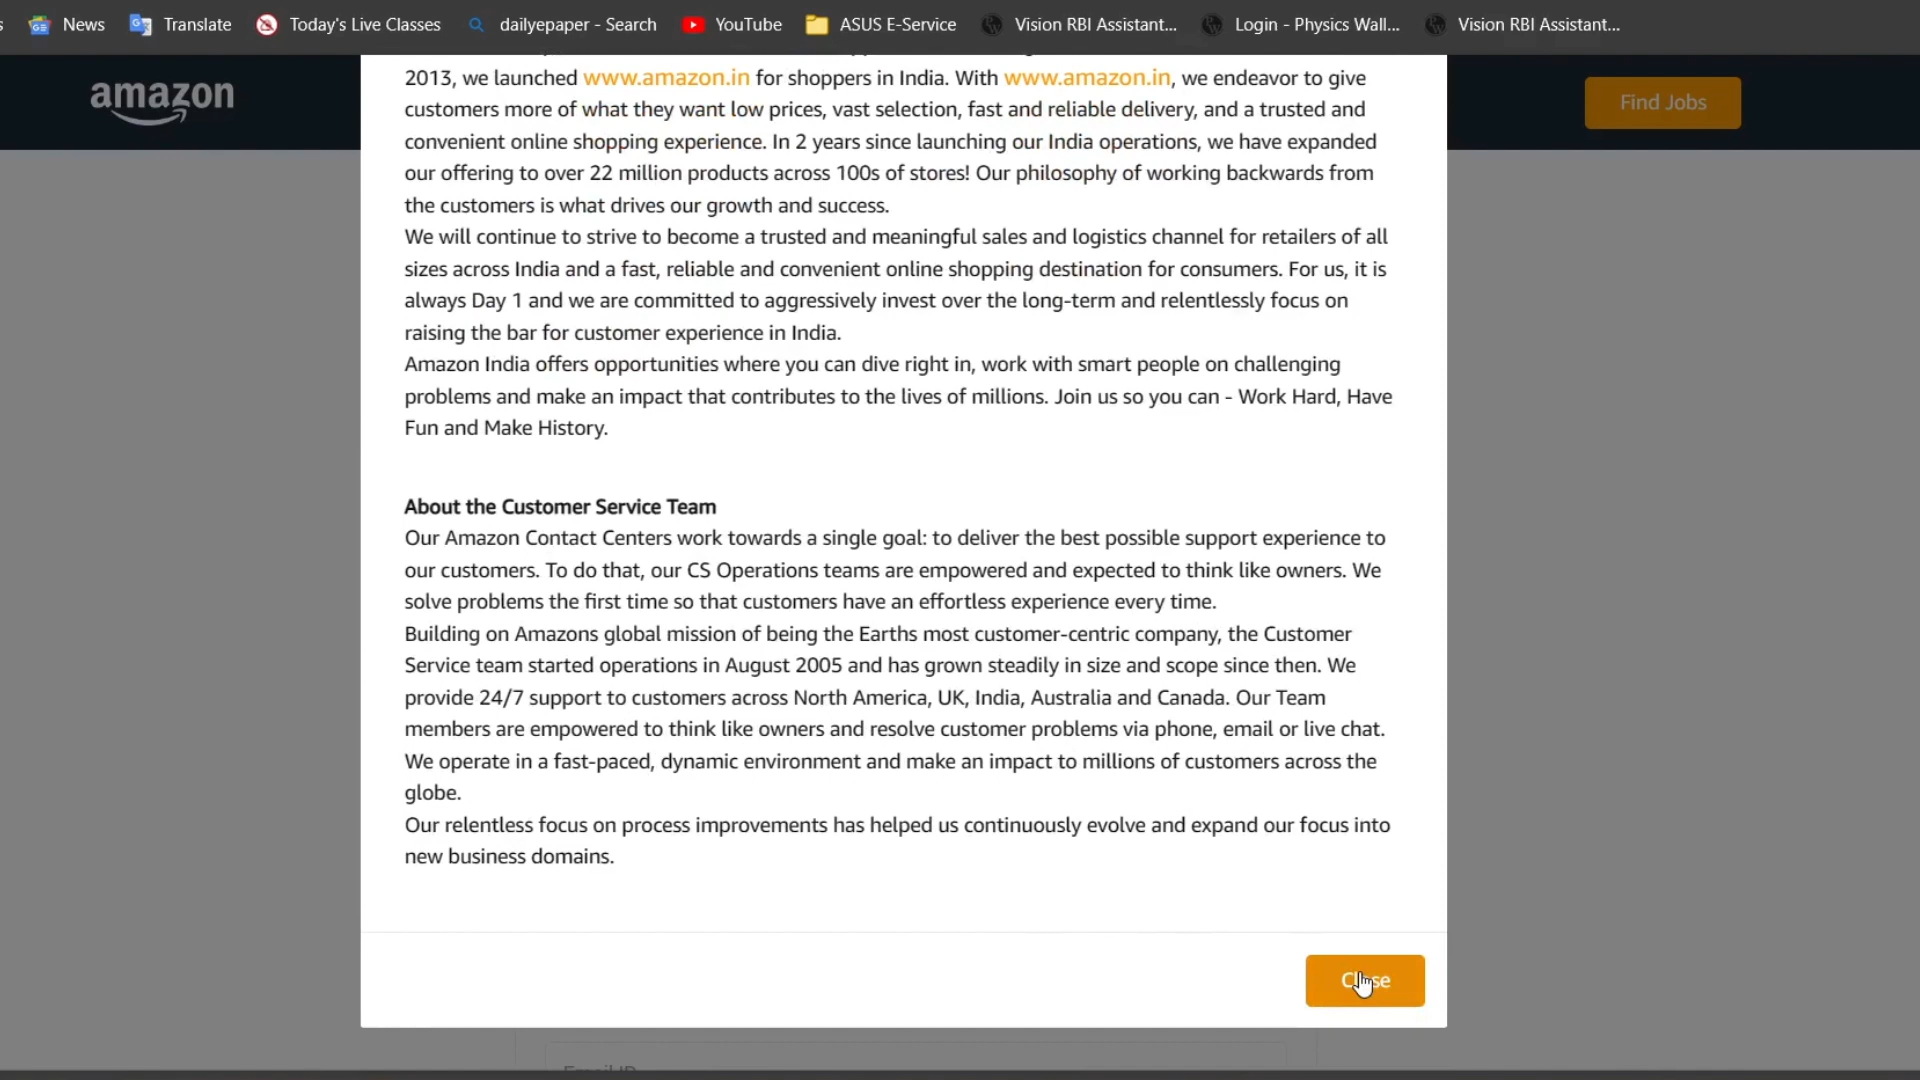 News Translate Today's Live Classes dailyepaper - Search YouTube ASUS E-Service Vision RBI Assistant... Login - Physics Wall... Vision RBI Assistant...
amazon
Find Jobs
2013, we launched www.amazon.in for shoppers in India. With www.amazon.in, we endeavor to give
customers more of what they want low prices, vast selection, fast and reliable delivery, and a trusted and
convenient online shopping experience. In 2 years since launching our India operations, we have expanded
our offering to over 22 million products across 100s of stores! Our philosophy of working backwards from
the customers is what drives our growth and success.
We will continue to strive to become a trusted and meaningful sales and logistics channel for retailers of all
sizes across India and a fast, reliable and convenient online shopping destination for consumers. For us, it is
always Day 1 and we are committed to aggressively invest over the long-term and relentlessly focus on
raising the bar for customer experience in India.
Amazon India offers opportunities where you can dive right in, work with smart people on challenging
problems and make an impact that contributes to the lives of millions. Join us so you can - Work Hard, Have
Fun and Make History.
About the Customer Service Team
Our Amazon Contact Centers work towards a single goal: to deliver the best possible support experience to
our customers. To do that, our CS Operations teams are empowered and expected to think like owners. We
solve problems the first time so that customers have an effortless experience every time.
Building on Amazons global mission of being the Earths most customer-centric company, the Customer
Service team started operations in August 2005 and has grown steadily in size and scope since then. We
provide 24/7 support to customers across North America, UK, India, Australia and Canada. Our Team
members are empowered to think like owners and resolve customer problems via phone, email or live chat.
We operate in a fast-paced, dynamic environment and make an impact to millions of customers across the
globe.
Our relentless focus on process improvements has helped us continuously evolve and expand our focus into
new business domains.
Close